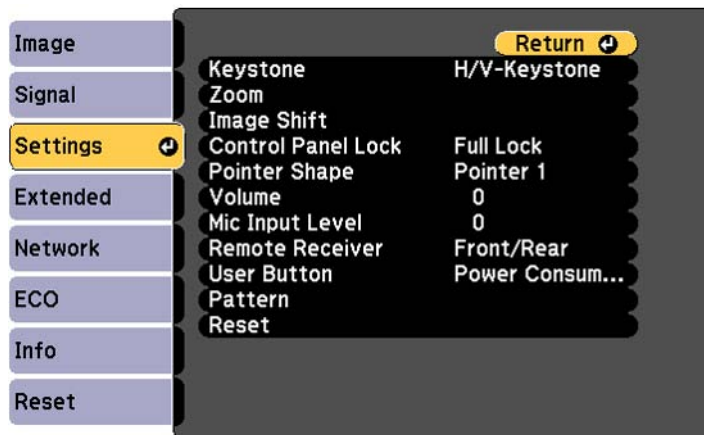 Image
Signal
Settings
Extended
Network
ECO
Info
Reset
Return
Keystone H/V-Keystone
Zoom
Image Shift
Control Panel Lock Full Lock
Pointer Shape Pointer 1
Volume 0
Mic Input Level 0
Remote Receiver Front/Rear
User Button Power Consum...
Pattern
Reset